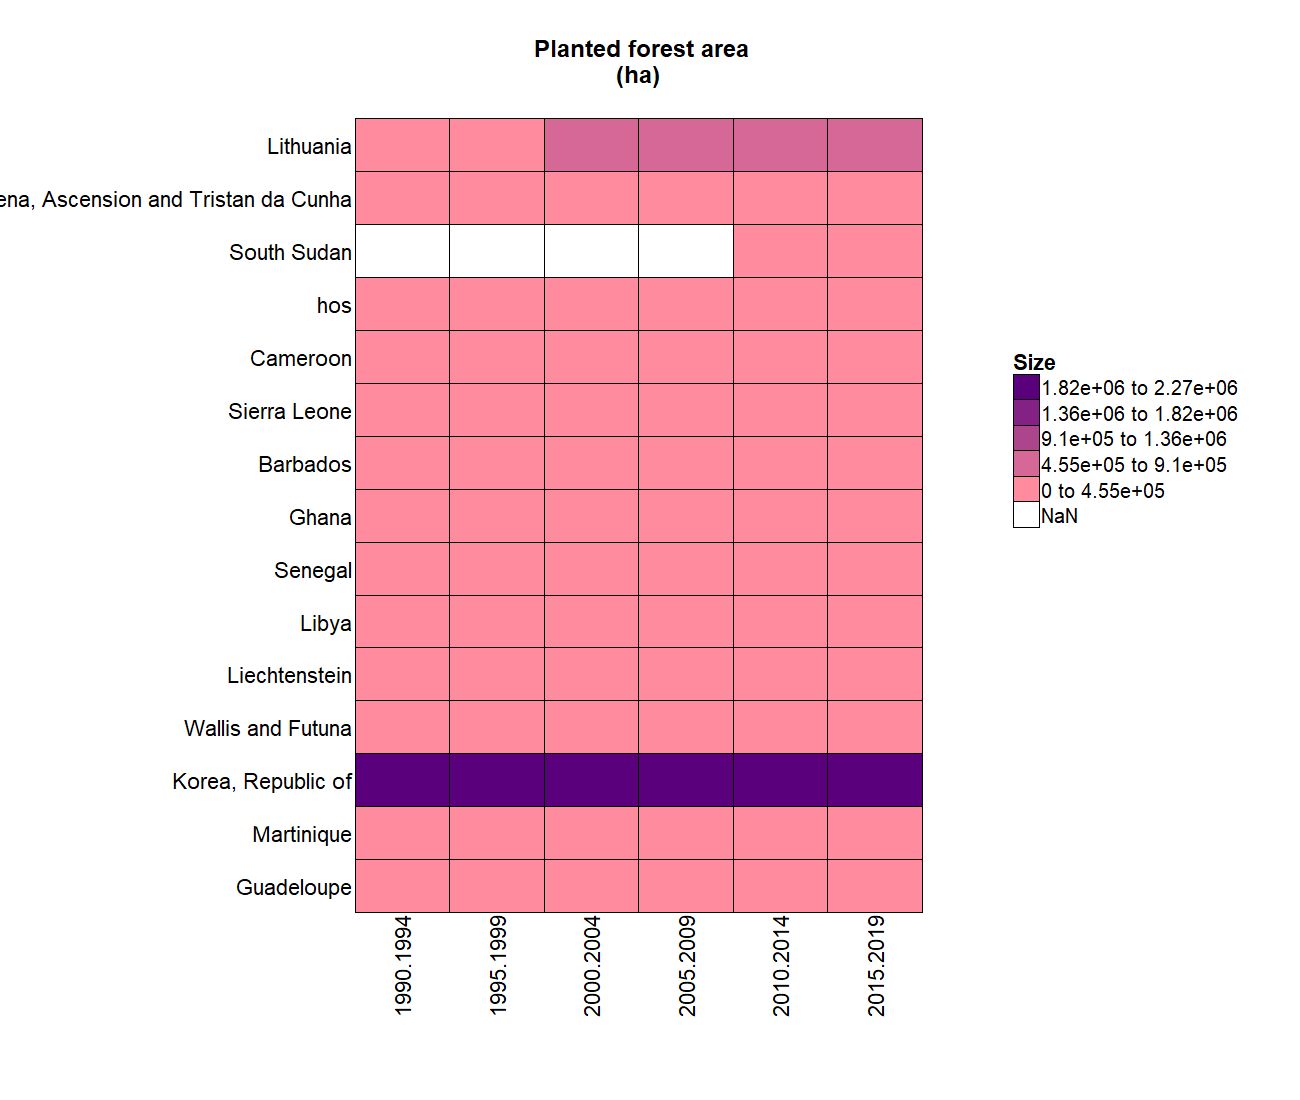 Planted forest area
(ha)
Lithuania
Ascension and Tristan da Cunha
South Sudan
hos
Cameroon
Sierra Leone
Barbados
Ghana
Senegal
Libya
Liechtenstein
Wallis and Futuna
Korea, Republic of
Martinique
Guadeloupe
1990.1994
1995.1999
2000.2004
2005.2009
2010.2014
2015.2019
Size
1.82e+06 to 2.27e+06
1.36e+06 to 1.82e+06
9.1e+05 to 1.36e+06
4.55e+05 to 9.1e+05
0 to 4.55e+05
NaN